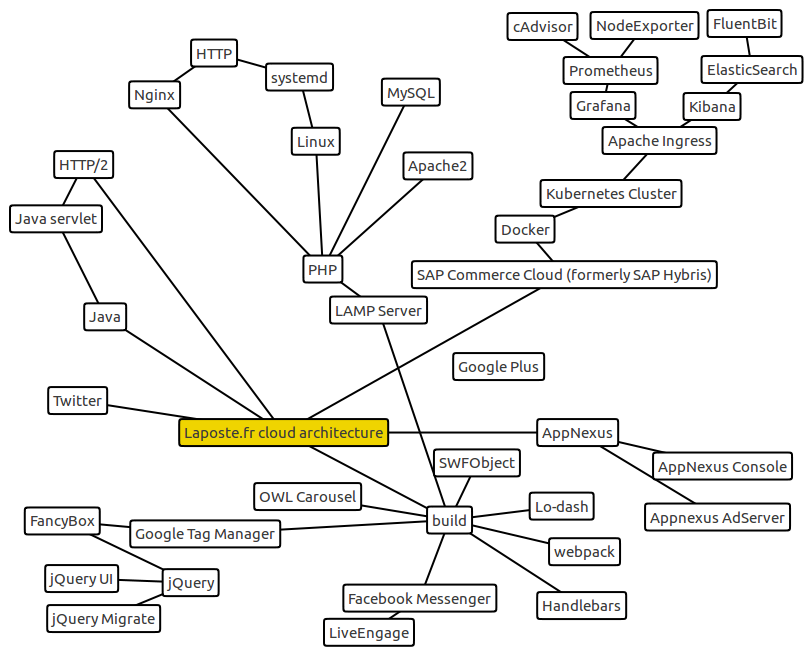 cAdvisor
NodeExporter
FluentBit
HTTP
systemd
Prometheus
ElasticSearch
Nginx
MySQL
Grafana
Kibana
Linux
Apache Ingress
HTTP/2
Apache2
Kubernetes Cluster
Java servlet
Docker
PHP
SAP Commerce Cloud (formerly SAP Hybris)
LAMP Server
Java
Google Plus
Twitter
Laposte.fr cloud architecture
AppNexus
SWFObject
AppNexus Console
OWL Carousel
Lo-dash
Appnexus AdServer
FancyBox
build
Google Tag Manager
webpack
jQuery UI
jQuery
Facebook Messenger
Handlebars
jQuery Migrate
LiveEngage